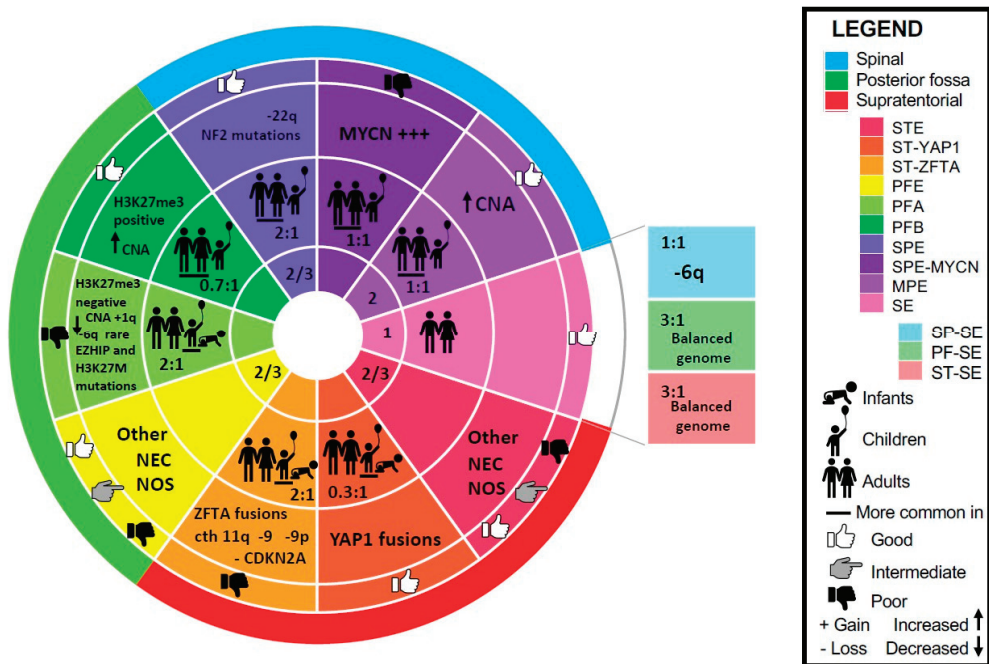 -22q
NF2 mutations
2:1
2/3
MYCN +++
1:1
↑ CNA
1:1
2
1
1:1
-6q
3:1
Balanced
genome
3:1
Balanced
genome
2/3
Other
NEC
NOS
0.3:1
YAP1 fusions
2:1
ZFTA fusions
cth 11q -9 -9p
- CDKN2A
2/3
Other
NEC
NOS
H3K27me3
negative
↓ CNA +1q
-6q rare
EZHIP and
H3K27M
mutations
2:1
H3K27me3
positive
↑ CNA
0.7:1
LEGEND
Spinal
Posterior fossa
Supratentorial
STE
ST-YAP1
ST-ZFTA
PFE
PFA
PFB
SPE
SPE-MYCN
MPE
SE
SP-SE
PF-SE
ST-SE
Infants
Children
Adults
More common in
Good
Intermediate
Poor
+ Gain Increased ↑
- Loss Decreased ↓